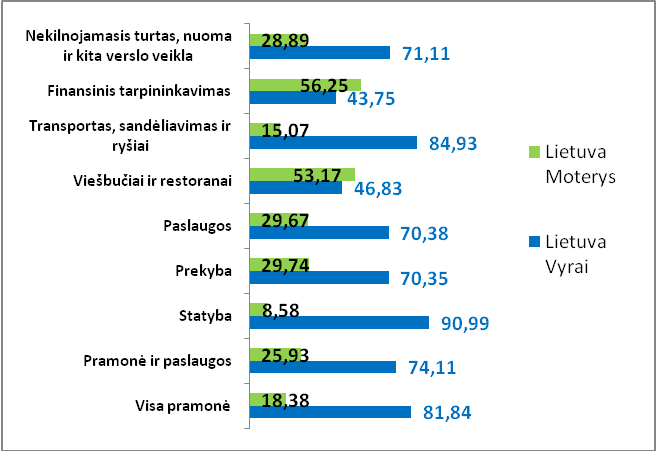 Nekilnojamasis turtas, nuoma
ir kita verslo veikla
28,89
71,11
Finansinis tarpininkavimas
56,25
43,75
Transportas, sandėliavimas ir
ryšiai
15,07
84,93
Viešbučiai ir restoranai
53,17
46,83
Paslaugos
29,67
70,38
Prekyba
29,74
70,35
Statyba
8,58
90,99
Pramonė ir paslaugos
25,93
74,11
Visa pramonė
18,38
81,84
Lietuva
Moterys
Lietuva
Vyrai